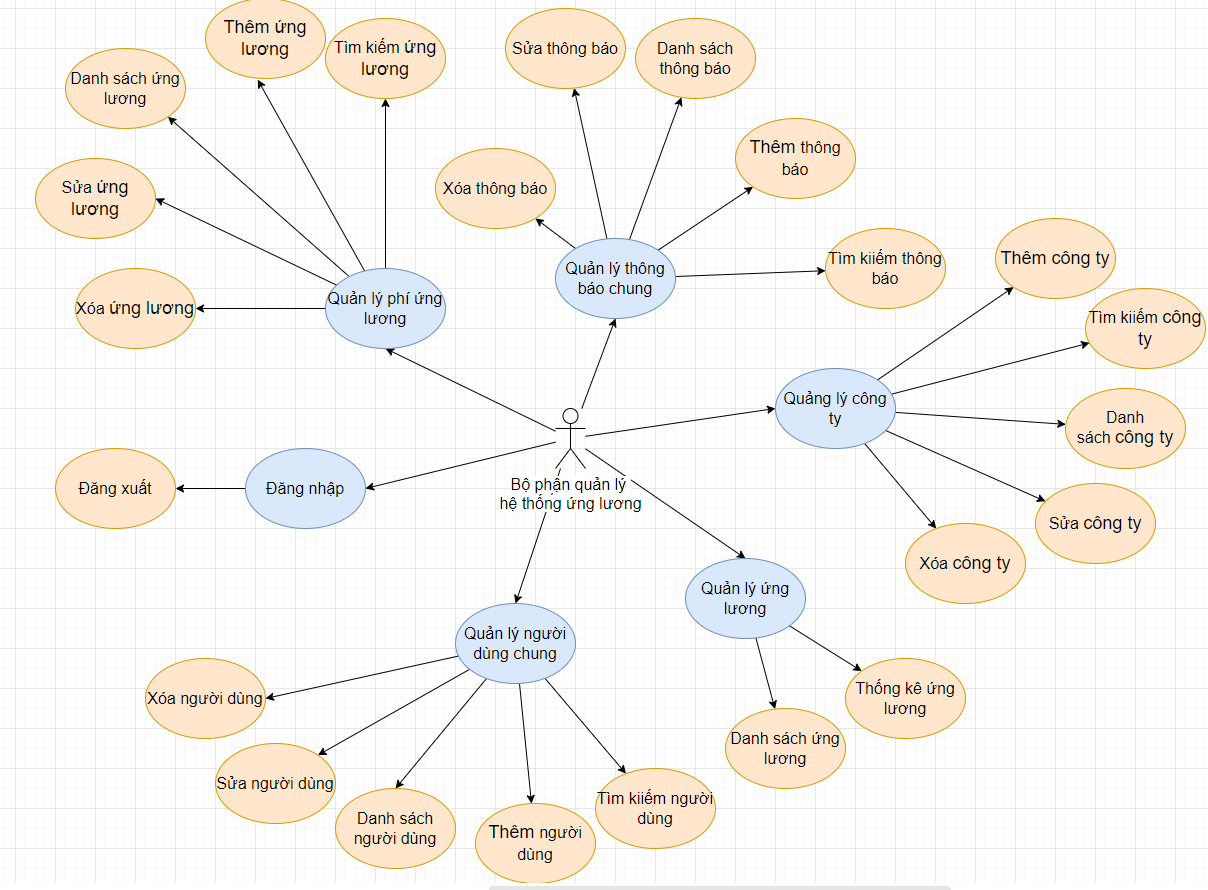 Thêm ứng
lương
Tìm kiếm ứng
lương
Danh sách ứng
lương
Sửa ứng
lương
Xóa ứng lương
Quản lý phí ứng
lương
Sửa thông báo
Danh sách
thông báo
Thêm thông
báo
Xóa thông báo
Tìm kiiếm thông
báo
Quản lý thông
báo chung
Thêm công ty
Tìm kiiếm công
ty
Quảng lý công
ty
Danh
sách công ty
Sửa công ty
Xóa công ty
Đăng xuất
Đăng nhập
Bộ phận quản lý
hệ thống ứng lương
Quản lý ứng
lương
Thống kê ứng
lương
Danh sách ứng
lương
Quản lý người
dùng chung
Xóa người dùng
Sửa người dùng
Danh sách
người dùng
Thêm người
dùng
Tìm kiiếm người
dùng